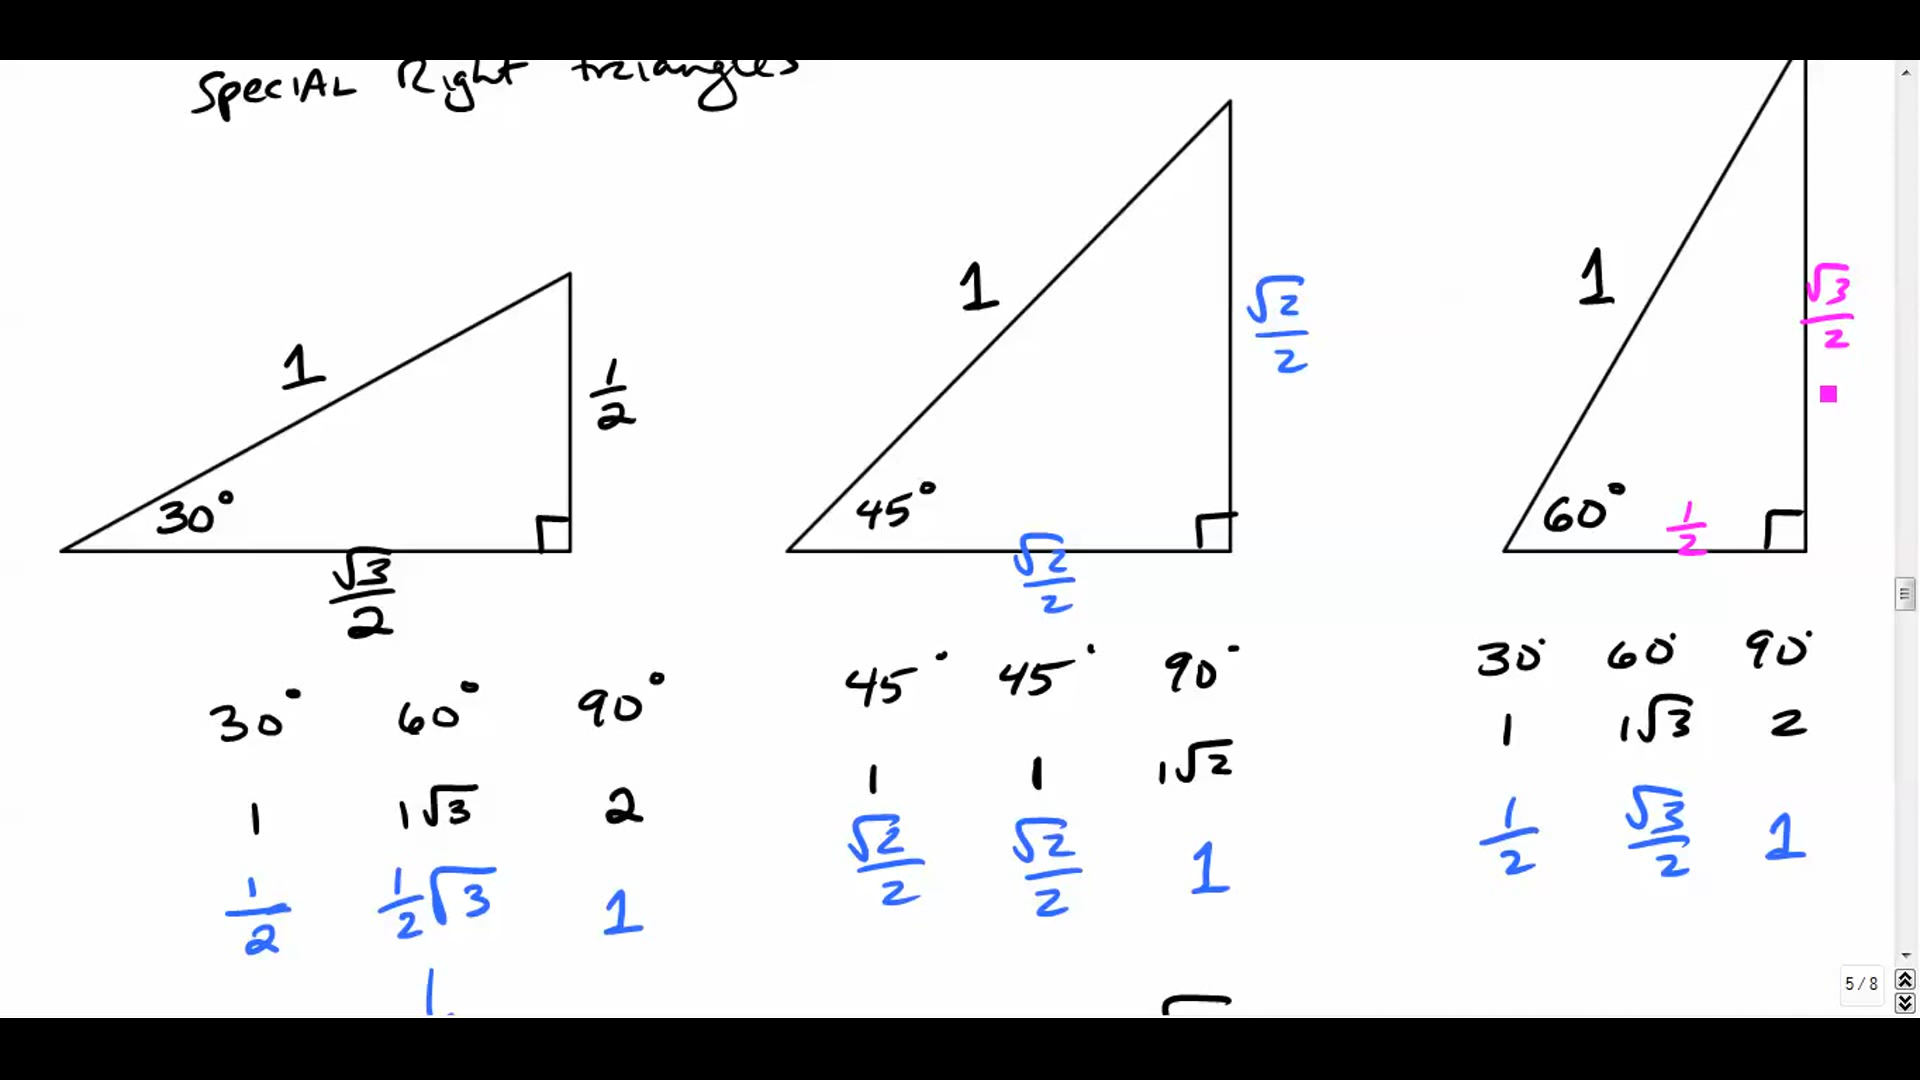 Special Right triangles
1
1/2
30°
√3/2
1
√2/2
45°
√2/2
1
√3/2
60°
1/2
30° 60° 90°
1 1√3 2
1/2 1/2√3 1
45° 45° 90°
1 1 1√2
√2/2 √2/2 1
30° 60° 90°
1 1√3 2
1/2 √3/2 1
5 / 8